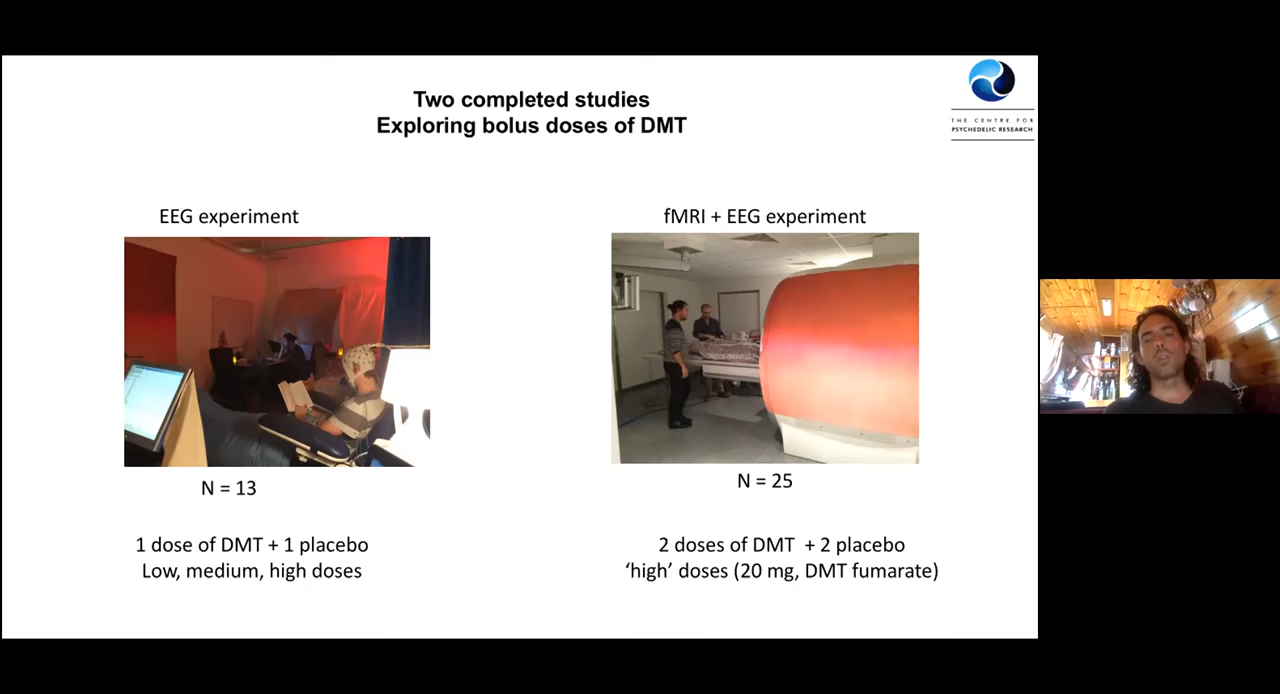 Two completed studies
Exploring bolus doses of DMT
THE CENTRE FOR
PSYCHEDELIC RESEARCH
EEG experiment
fMRI + EEG experiment
N = 13
N = 25
1 dose of DMT + 1 placebo
Low, medium, high doses
2 doses of DMT + 2 placebo
‘high’ doses (20 mg, DMT fumarate)